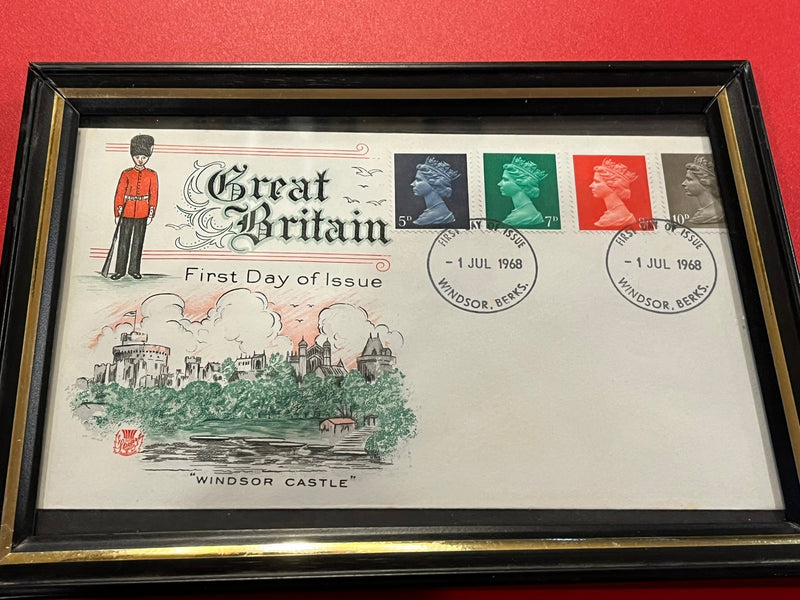 Great
Britain
First Day of Issue
5D
7D
10D
FIRST DAY OF ISSUE
- 1 JUL 1968
WINDSOR, BERKS.
FIRST DAY OF ISSUE
- 1 JUL 1968
WINDSOR, BERKS.
"WINDSOR CASTLE"